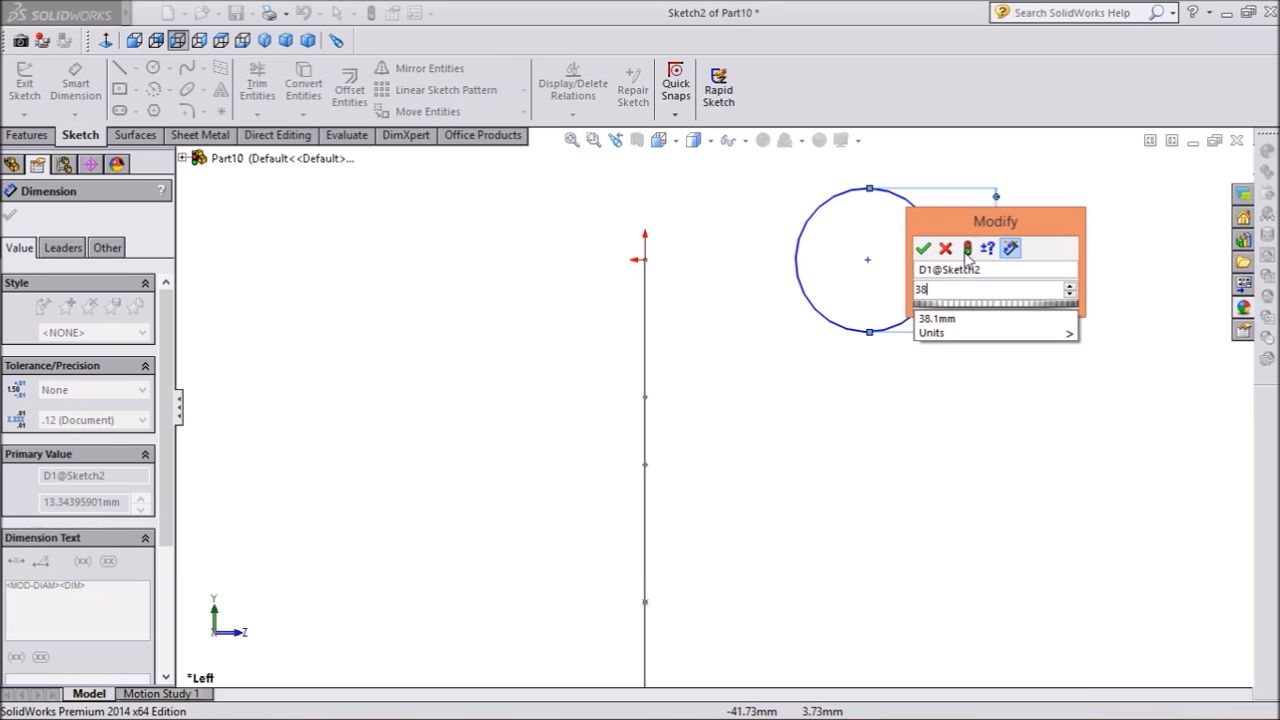 SOLIDWORKS
Sketch2 of Part10 *
Search SolidWorks Help
Exit Sketch
Smart Dimension
Trim Entities
Convert Entities
Offset Entities
Mirror Entities
Linear Sketch Pattern
Move Entities
Display/Delete Relations
Repair Sketch
Quick Snaps
Rapid Sketch
Features
Sketch
Surfaces
Sheet Metal
Direct Editing
Evaluate
DimXpert
Office Products
Part10 (Default<<Default>...
Dimension
?
Value
Leaders
Other
Style
<NONE>
Tolerance/Precision
None
.12 (Document)
Primary Value
D1@Sketch2
13.34395901mm
Dimension Text
<MOD-DIAM><DIM>
Modify
±?
D1@Sketch2
38
38.1mm
Units >
Y
Z
*Left
Model
Motion Study 1
SolidWorks Premium 2014 x64 Edition
-41.73mm
3.73mm